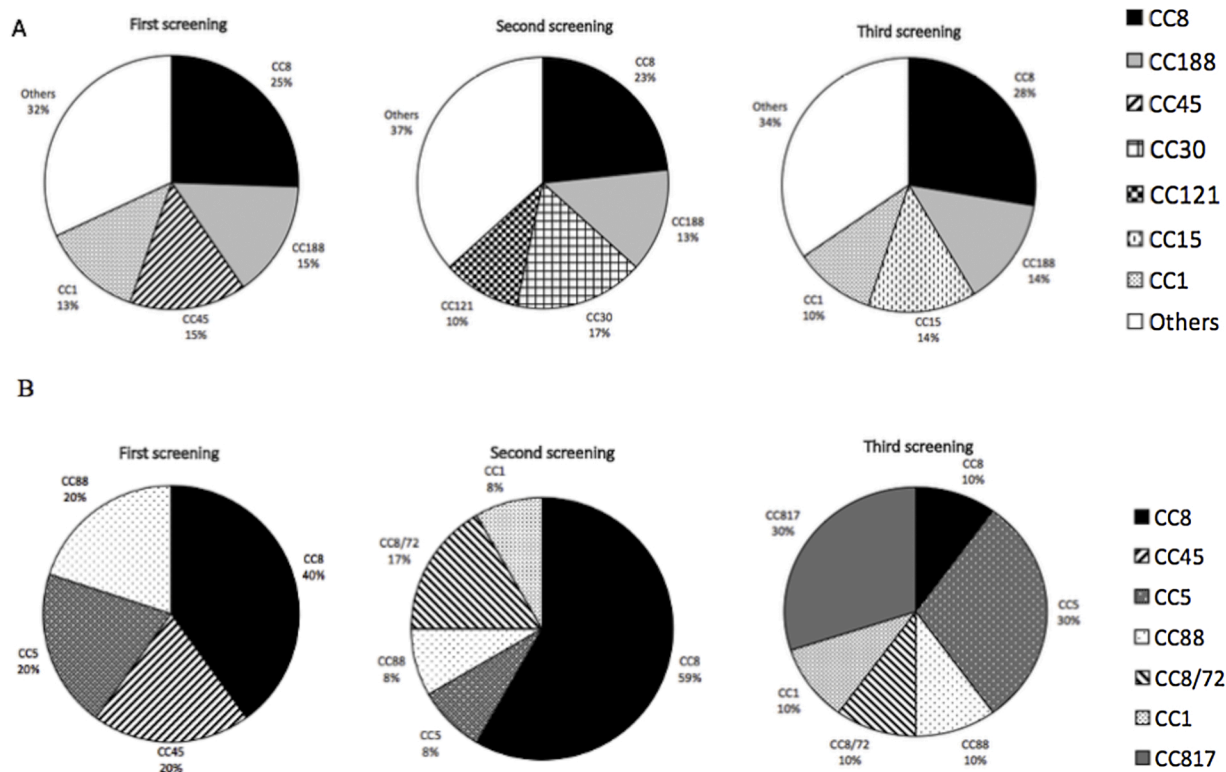 A
First screening
CC8
25%
CC188
15%
CC45
15%
CC1
13%
Others
32%
Second screening
CC8
23%
CC188
13%
CC30
17%
CC121
10%
Others
37%
Third screening
CC8
28%
CC188
14%
CC15
14%
CC1
10%
Others
34%
CC8
CC188
CC45
CC30
CC121
CC15
CC1
Others
B
First screening
CC88
20%
CC8
40%
CC45
20%
CC5
20%
Second screening
CC1
8%
CC8/72
17%
CC88
8%
CC5
8%
CC8
59%
Third screening
CC8
10%
CC817
30%
CC5
30%
CC1
10%
CC8/72
10%
CC88
10%
CC8
CC45
CC5
CC88
CC8/72
CC1
CC817